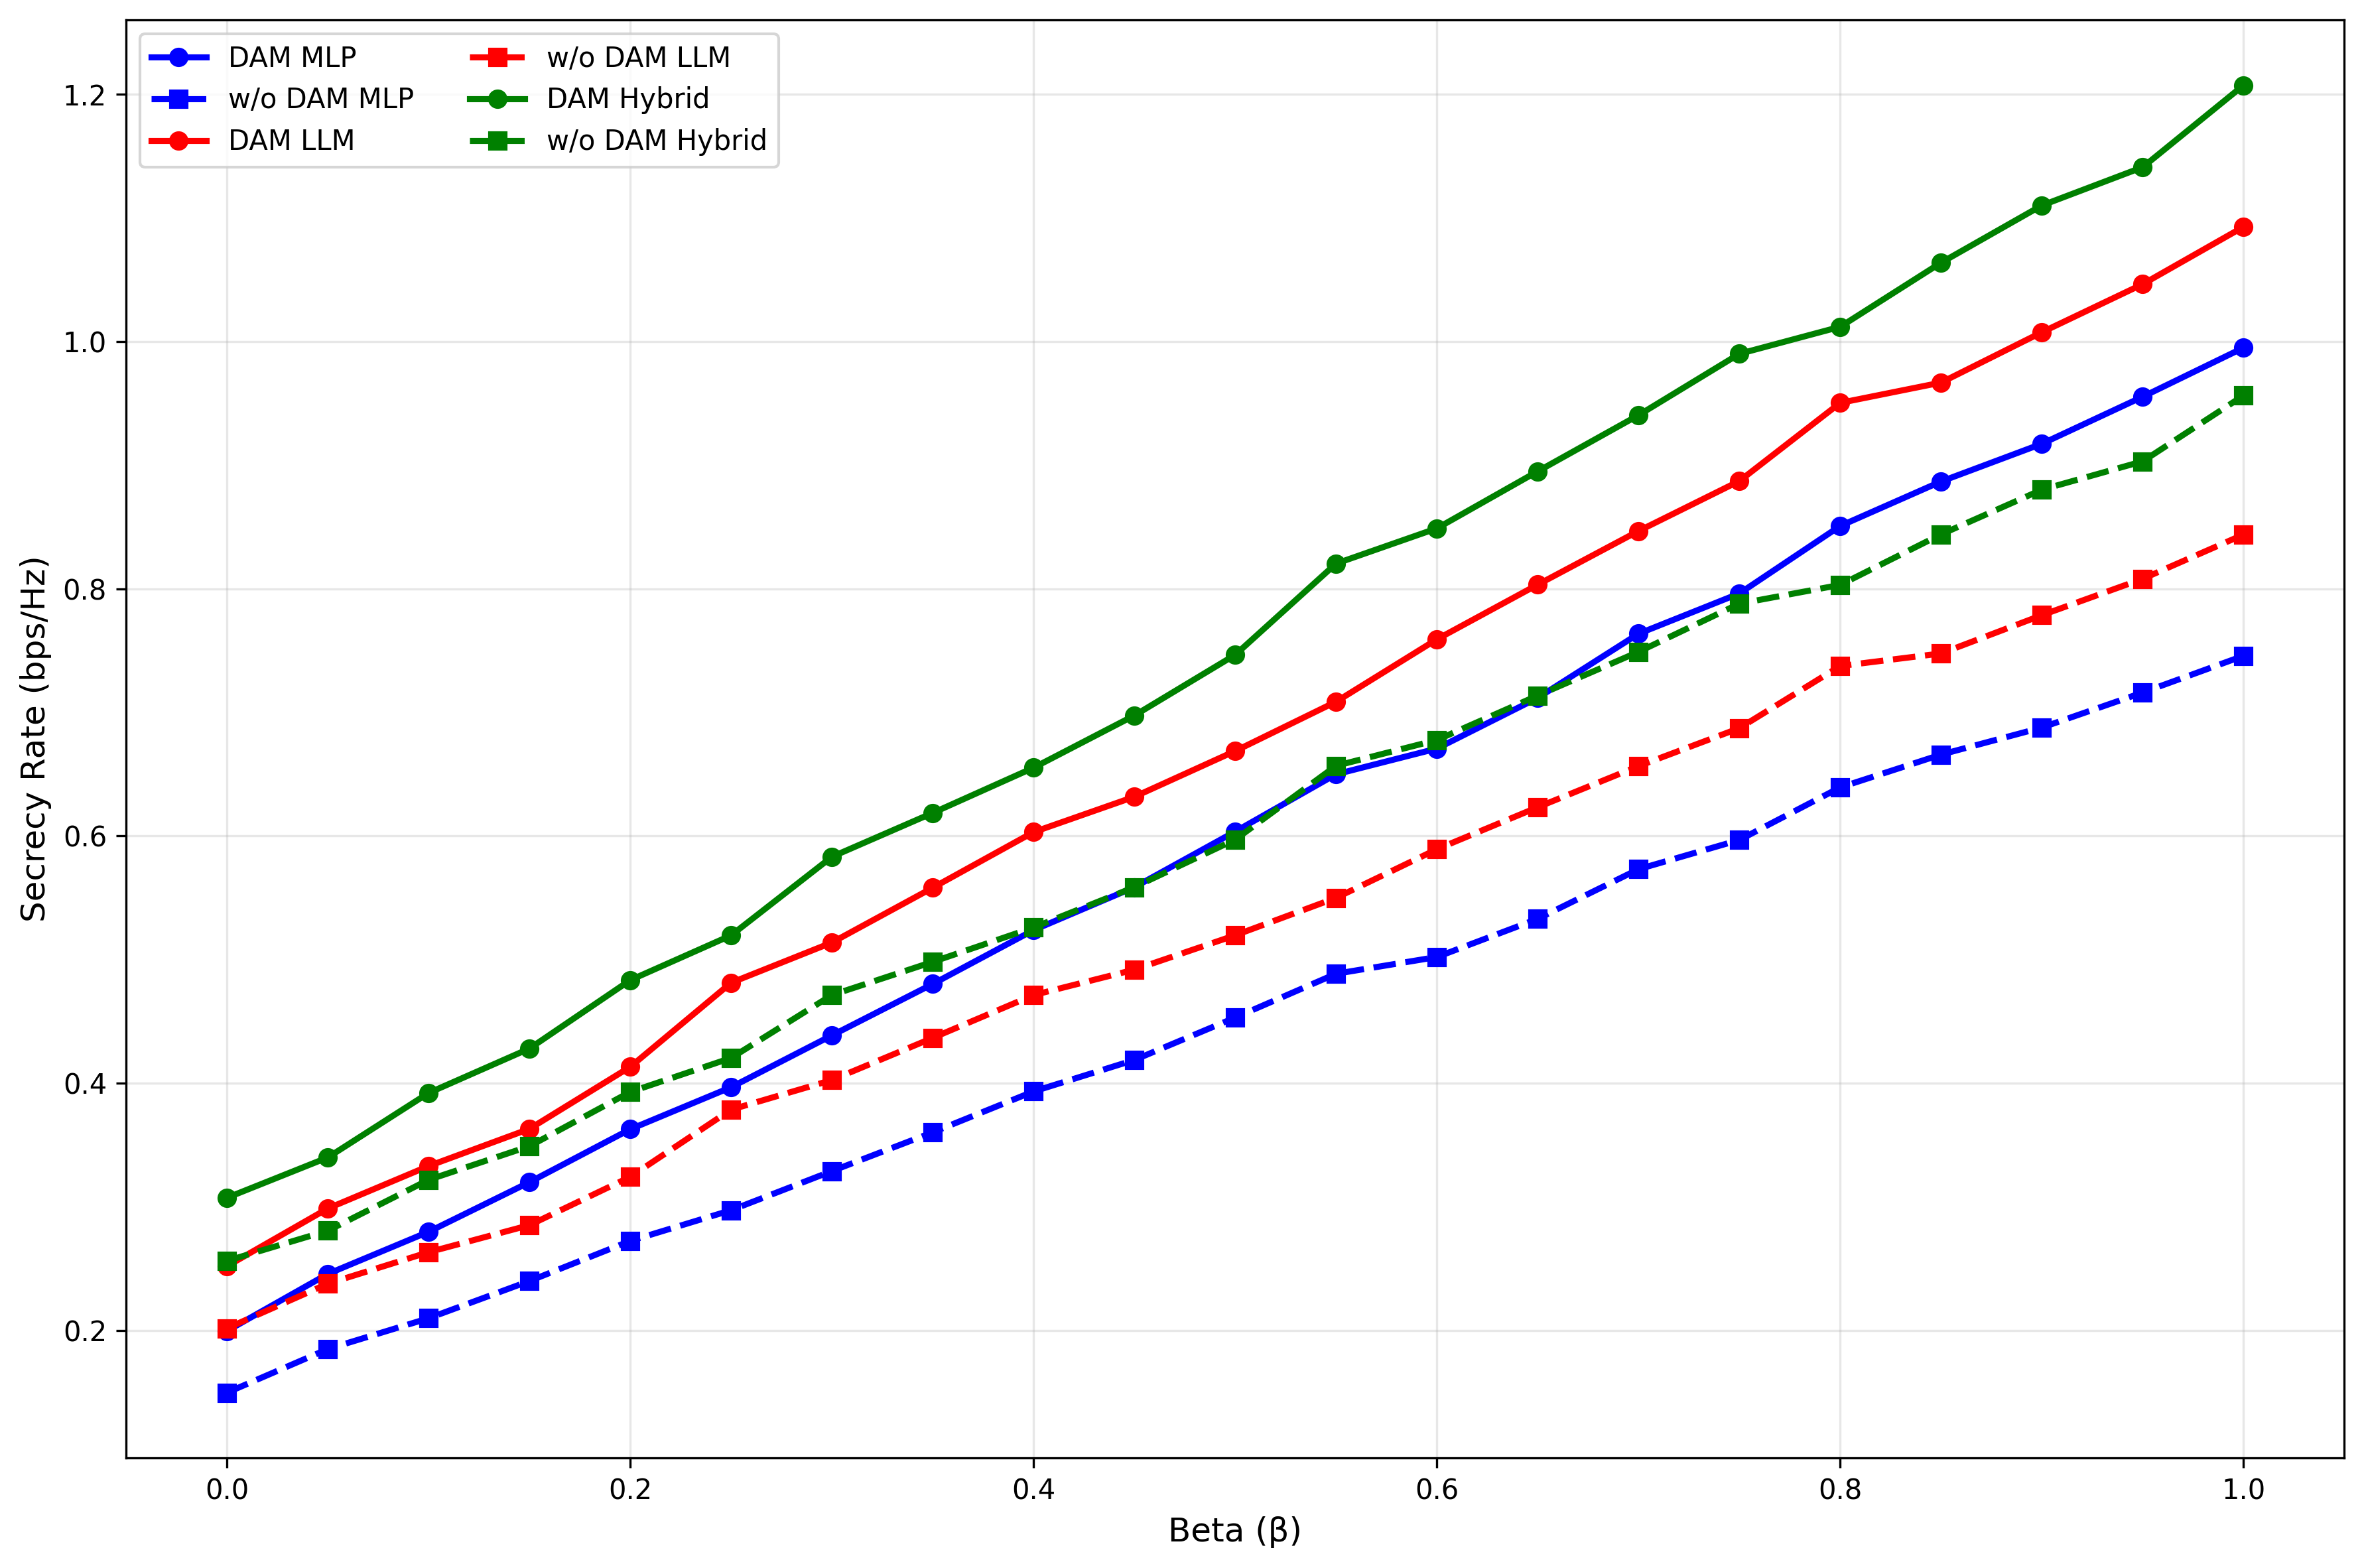 DAM MLP
w/o DAM MLP
DAM LLM
w/o DAM LLM
DAM Hybrid
w/o DAM Hybrid
Secrecy Rate (bps/Hz)
1.2
1.0
0.8
0.6
0.4
0.2
0.0 0.2 0.4 0.6 0.8 1.0
Beta (β)